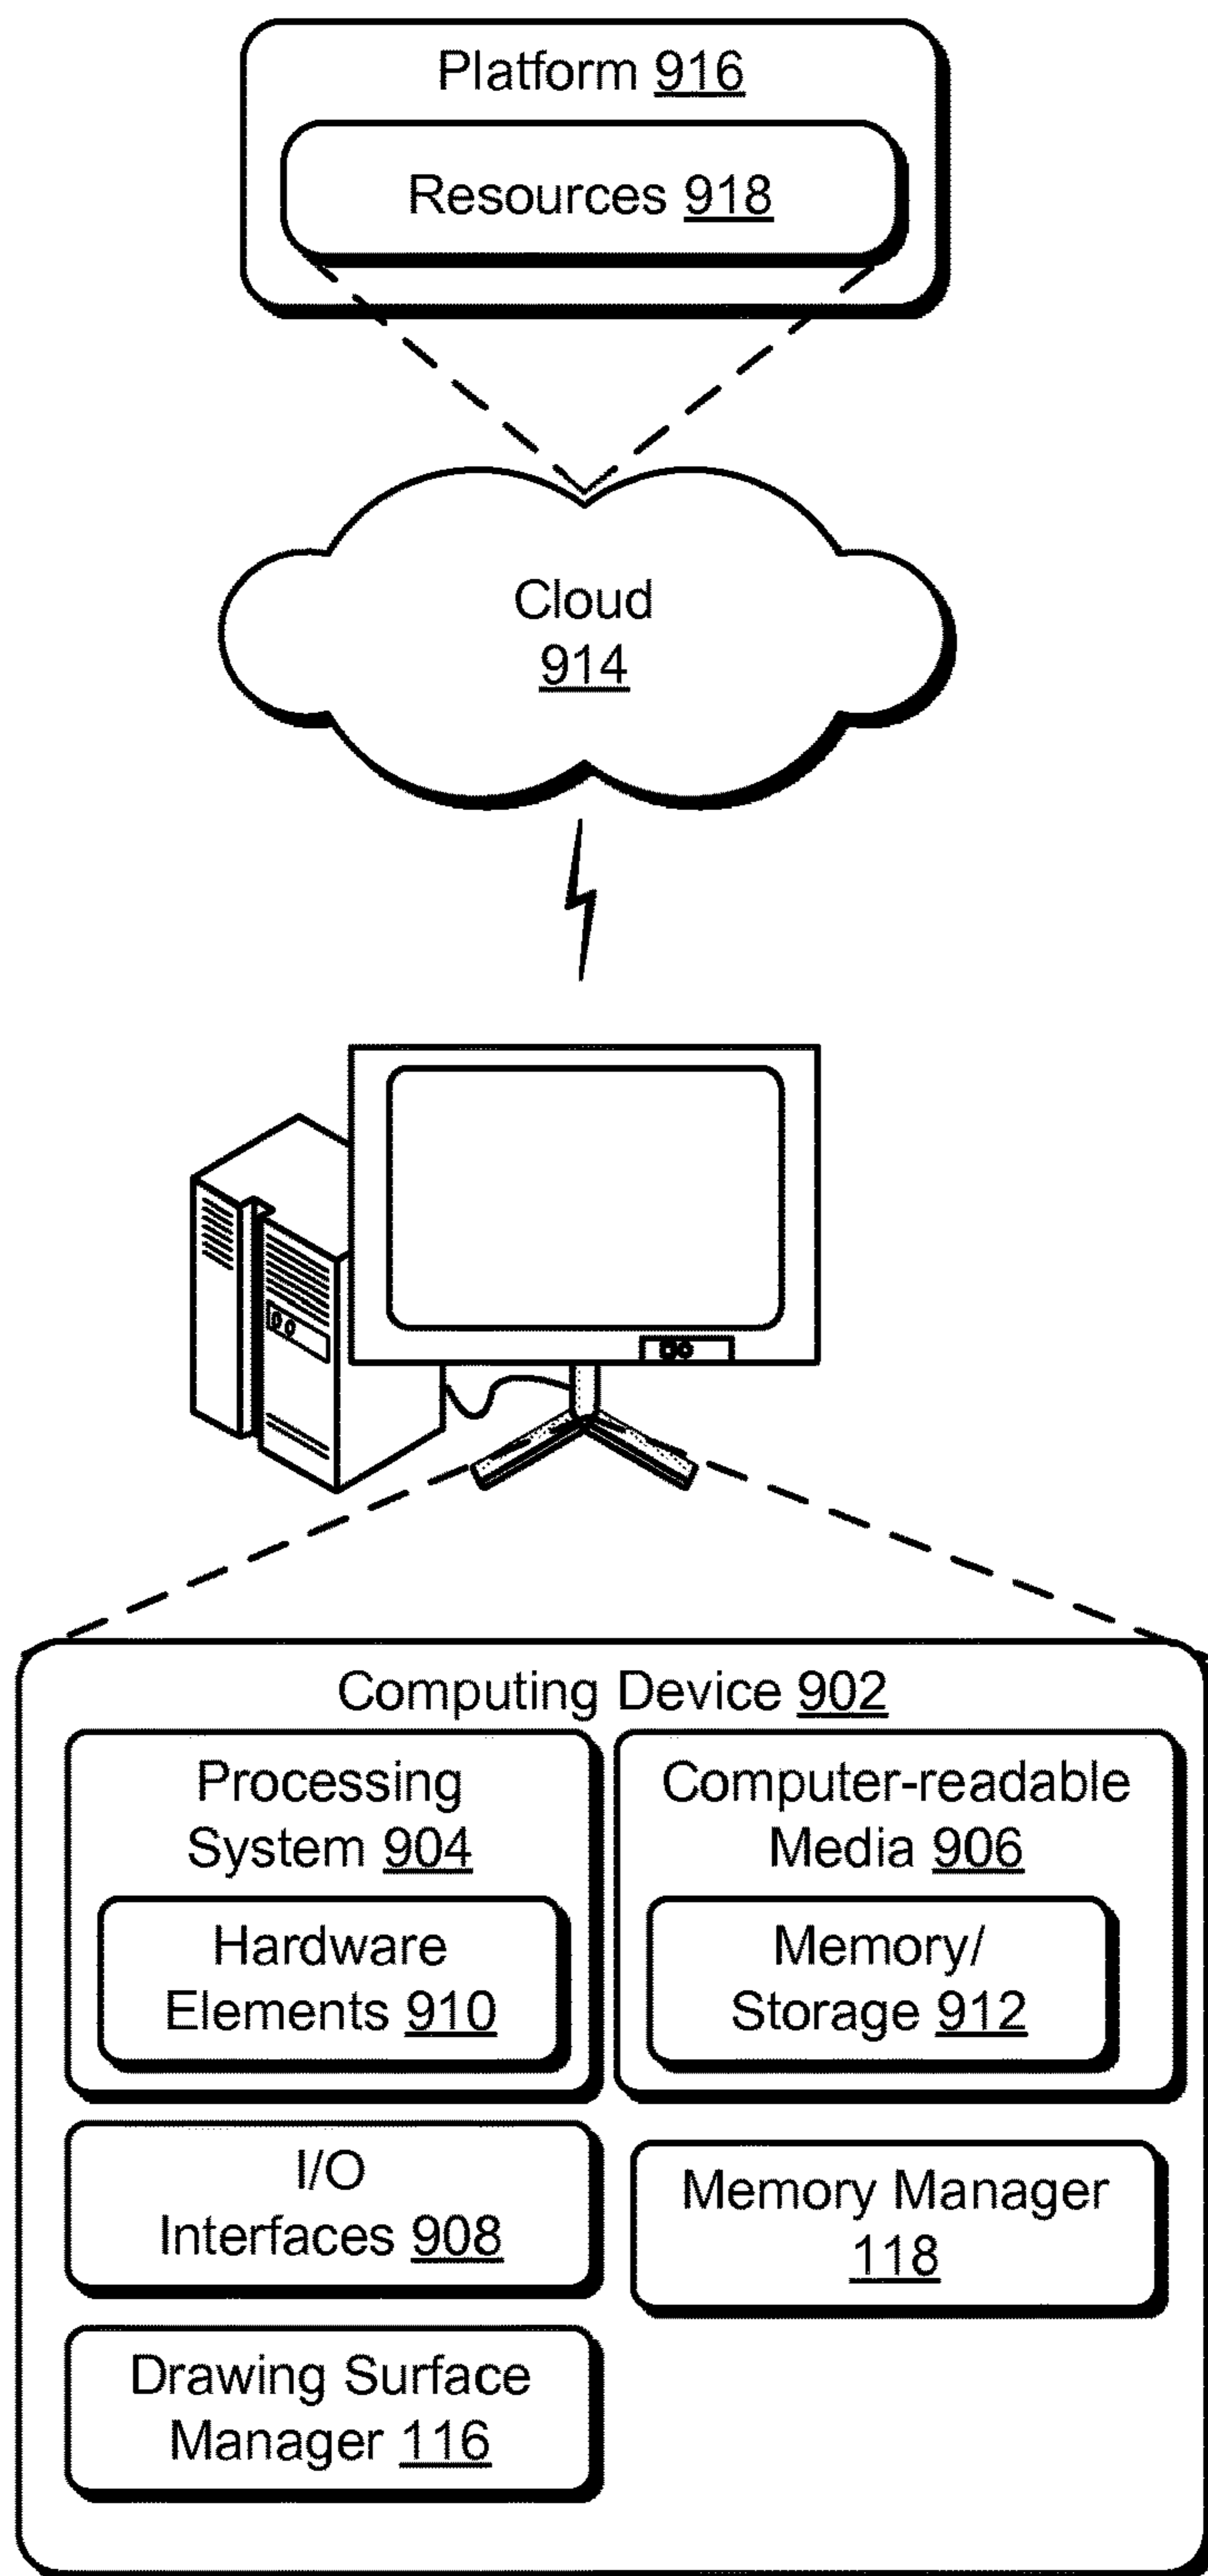 Platform 916
Resources 918
Cloud
914
Computing Device 902
Processing
System 904
Hardware
Elements 910
Computer-readable
Media 906
Memory/
Storage 912
I/O
Interfaces 908
Memory Manager
118
Drawing Surface
Manager 116